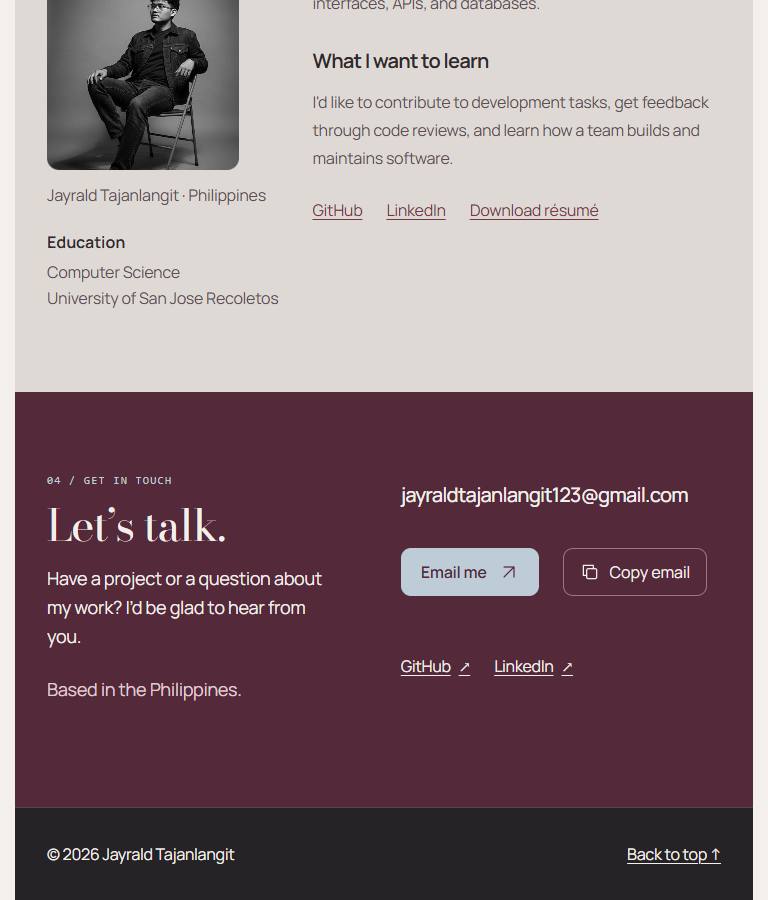 interfaces, APIs, and databases.
What I want to learn
I'd like to contribute to development tasks, get feedback
through code reviews, and learn how a team builds and
maintains software.
GitHub LinkedIn Download résumé
Jayrald Tajanlangit · Philippines
Education
Computer Science
University of San Jose Recoletos
04 / GET IN TOUCH
Let’s talk.
Have a project or a question about
my work? I’d be glad to hear from
you.
Based in the Philippines.
jayraldtajanlangit123@gmail.com
Email me Copy email
GitHub ↗ LinkedIn ↗
© 2026 Jayrald Tajanlangit
Back to top ↑